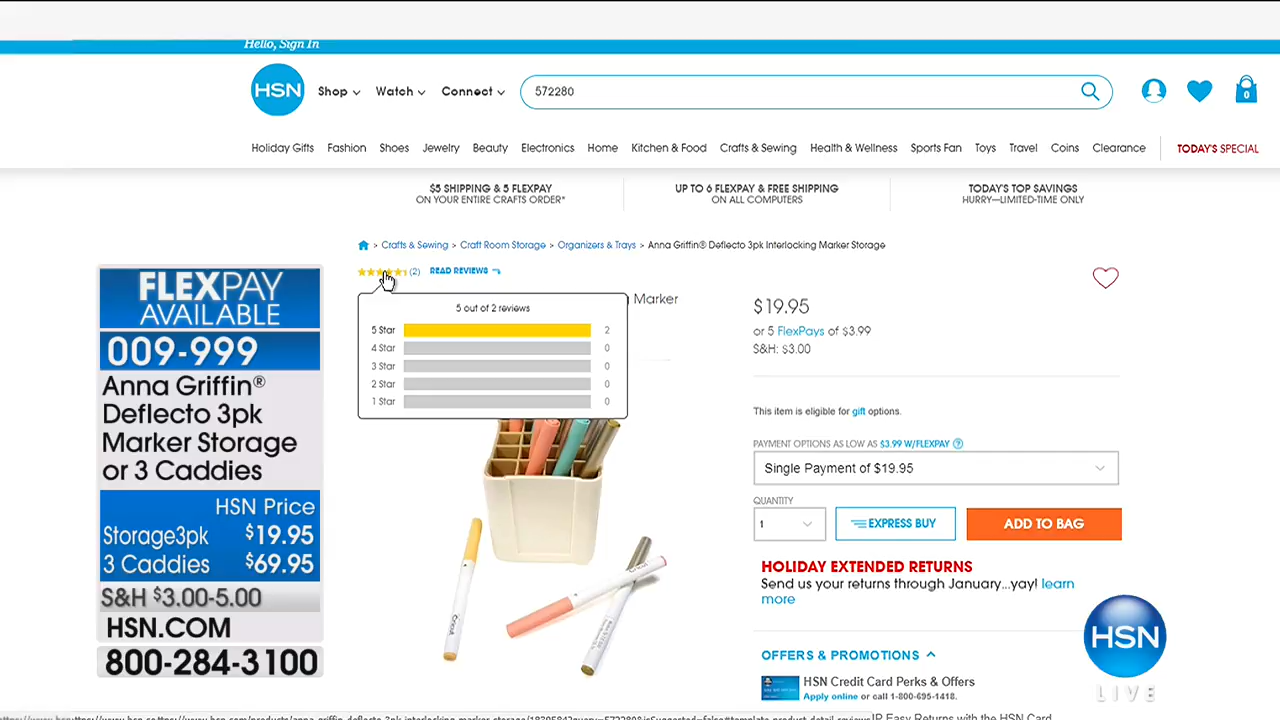 Hello, Sign In
HSN
Shop
Watch
Connect
572280
0
Holiday Gifts
Fashion
Shoes
Jewelry
Beauty
Electronics
Home
Kitchen & Food
Crafts & Sewing
Health & Wellness
Sports Fan
Toys
Travel
Coins
Clearance
TODAY'S SPECIAL
$5 SHIPPING & 5 FLEXPAY
ON YOUR ENTIRE CRAFTS ORDER*
UP TO 6 FLEXPAY & FREE SHIPPING
ON ALL COMPUTERS
TODAY'S TOP SAVINGS
HURRY—LIMITED-TIME ONLY
> Crafts & Sewing > Craft Room Storage > Organizers & Trays > Anna Griffin® Deflecto 3pk Interlocking Marker Storage
(2) READ REVIEWS
Marker
5 out of 2 reviews
5 Star 2
4 Star 0
3 Star 0
2 Star 0
1 Star 0
Cricut
$19.95
or 5 FlexPays of $3.99
S&H: $3.00
This item is eligible for gift options.
PAYMENT OPTIONS AS LOW AS $3.99 W/FLEXPAY ?
Single Payment of $19.95
QUANTITY
1
EXPRESS BUY
ADD TO BAG
HOLIDAY EXTENDED RETURNS
Send us your returns through January...yay! learn
more
OFFERS & PROMOTIONS
HSN Credit Card Perks & Offers
Apply online or call 1-800-695-1418.
Easy Returns with the HSN Card
FLEXPAY
AVAILABLE
009-999
Anna Griffin®
Deflecto 3pk
Marker Storage
or 3 Caddies
HSN Price
Storage3pk $19.95
3 Caddies $69.95
S&H $3.00-5.00
HSN.COM
800-284-3100
HSN
LIVE